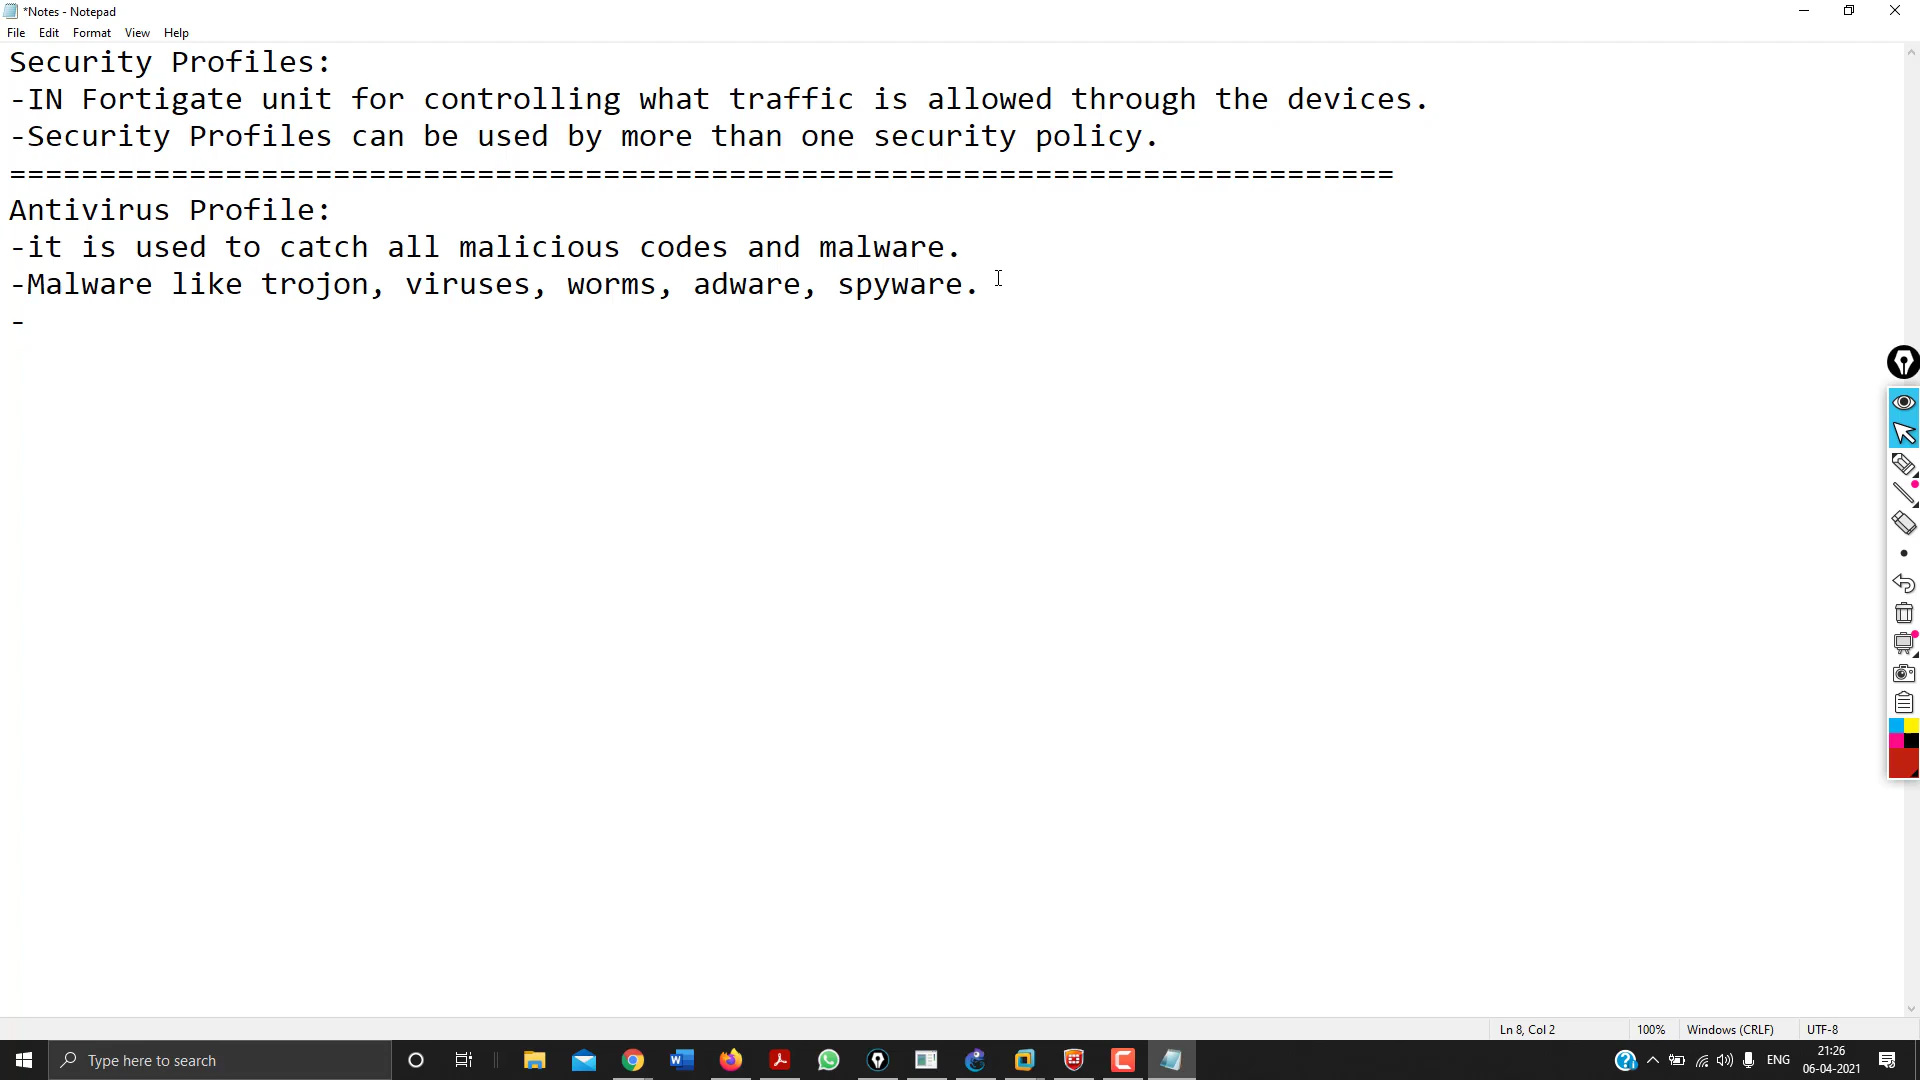 *Notes - Notepad
File Edit Format View Help
Security Profiles:
-IN Fortigate unit for controlling what traffic is allowed through the devices.
-Security Profiles can be used by more than one security policy.
=============================================================================
Antivirus Profile:
-it is used to catch all malicious codes and malware.
-Malware like trojon, viruses, worms, adware, spyware.
-
Ln 8, Col 2 100% Windows (CRLF) UTF-8
Type here to search
ENG
21:26
06-04-2021